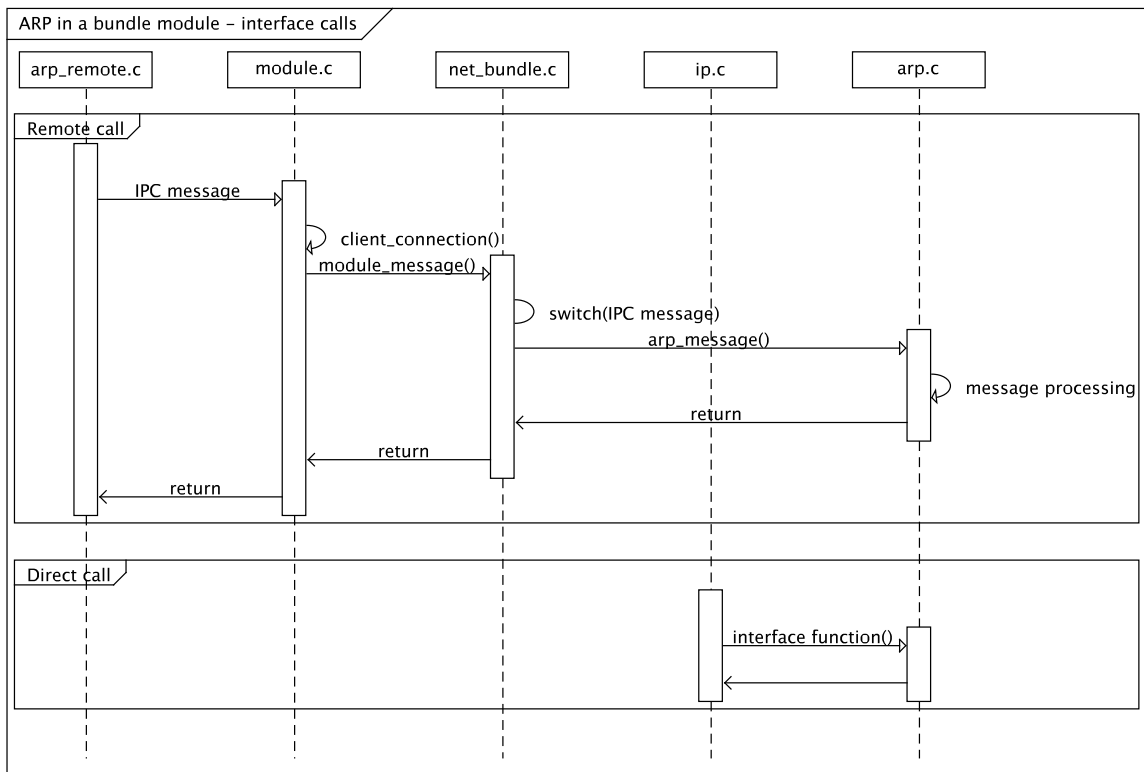 ARP in a bundle module – interface calls
arp_remote.c
module.c
net_bundle.c
ip.c
arp.c
Remote call
IPC message
client_connection()
module_message()
switch(IPC message)
arp_message()
message processing
return
return
return
Direct call
interface function()